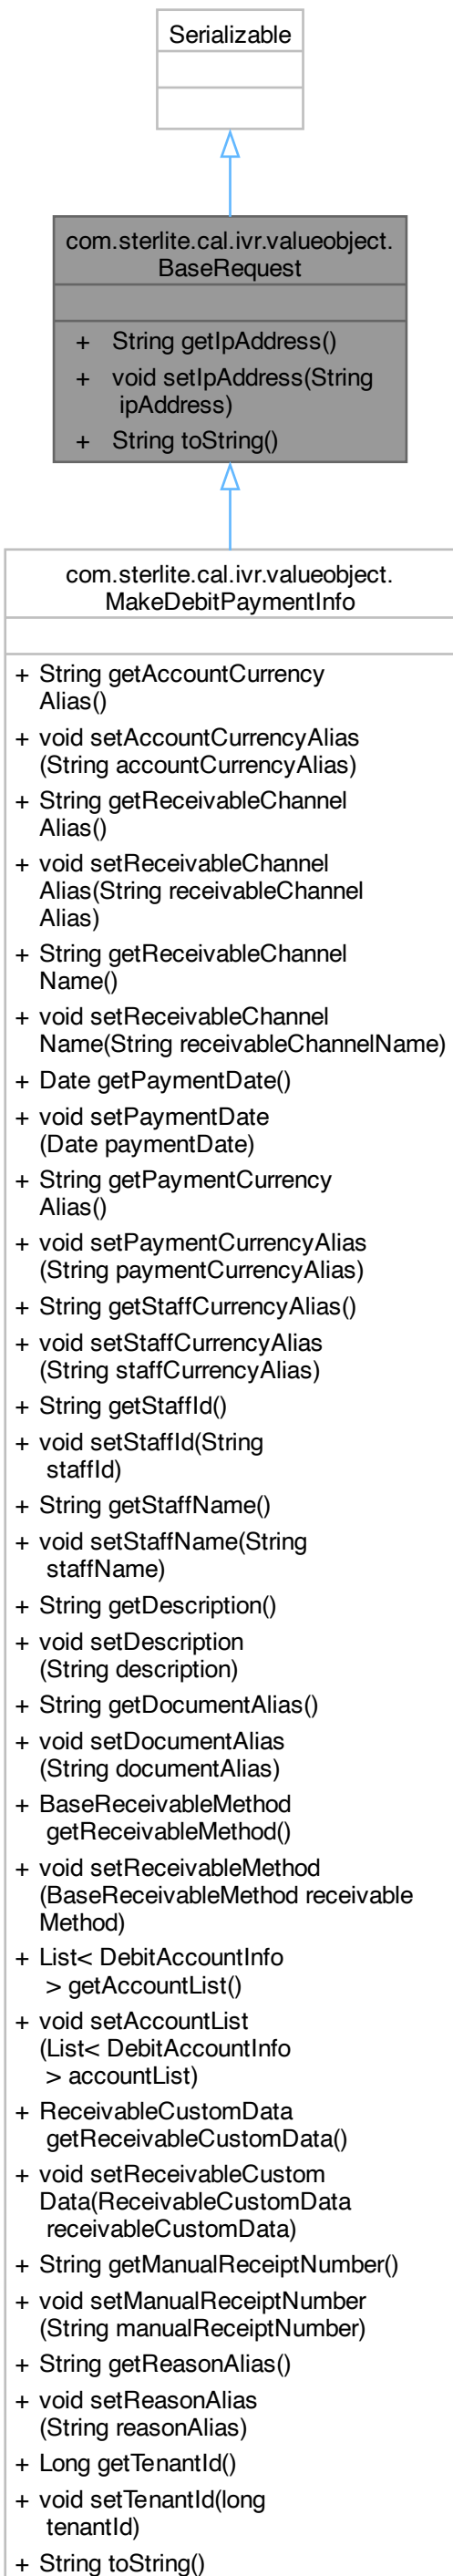 Serializable
com.sterlite.cal.ivr.valueobject.
BaseRequest
+ String getIpAddress()
+ void setIpAddress(String
ipAddress)
+ String toString()
com.sterlite.cal.ivr.valueobject.
MakeDebitPaymentInfo
+ String getAccountCurrency
Alias()
+ void setAccountCurrencyAlias
(String accountCurrencyAlias)
+ String getReceivableChannel
Alias()
+ void setReceivableChannel
Alias(String receivableChannel
Alias)
+ String getReceivableChannel
Name()
+ void setReceivableChannel
Name(String receivableChannelName)
+ Date getPaymentDate()
+ void setPaymentDate
(Date paymentDate)
+ String getPaymentCurrency
Alias()
+ void setPaymentCurrencyAlias
(String paymentCurrencyAlias)
+ String getStaffCurrencyAlias()
+ void setStaffCurrencyAlias
(String staffCurrencyAlias)
+ String getStaffId()
+ void setStaffId(String
staffId)
+ String getStaffName()
+ void setStaffName(String
staffName)
+ String getDescription()
+ void setDescription
(String description)
+ String getDocumentAlias()
+ void setDocumentAlias
(String documentAlias)
+ BaseReceivableMethod
getReceivableMethod()
+ void setReceivableMethod
(BaseReceivableMethod receivable
Method)
+ List< DebitAccountInfo
> getAccountList()
+ void setAccountList
(List< DebitAccountInfo
> accountList)
+ ReceivableCustomData
getReceivableCustomData()
+ void setReceivableCustom
Data(ReceivableCustomData
receivableCustomData)
+ String getManualReceiptNumber()
+ void setManualReceiptNumber
(String manualReceiptNumber)
+ String getReasonAlias()
+ void setReasonAlias
(String reasonAlias)
+ Long getTenantId()
+ void setTenantId(long
tenantId)
+ String toString()